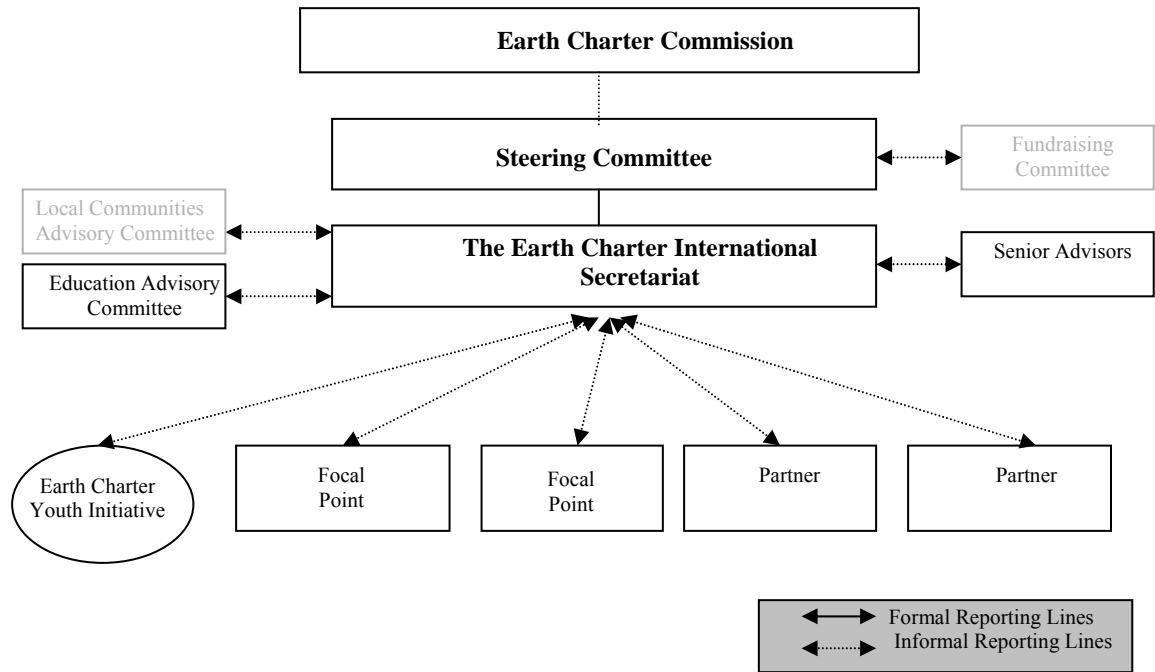 Earth Charter Commission
Steering Committee
Fundraising
Committee
Local Communities
Advisory Committee
The Earth Charter International
Secretariat
Senior Advisors
Education Advisory
Committee
Earth Charter
Youth Initiative
Focal
Point
Focal
Point
Partner
Partner
Formal Reporting Lines
Informal Reporting Lines